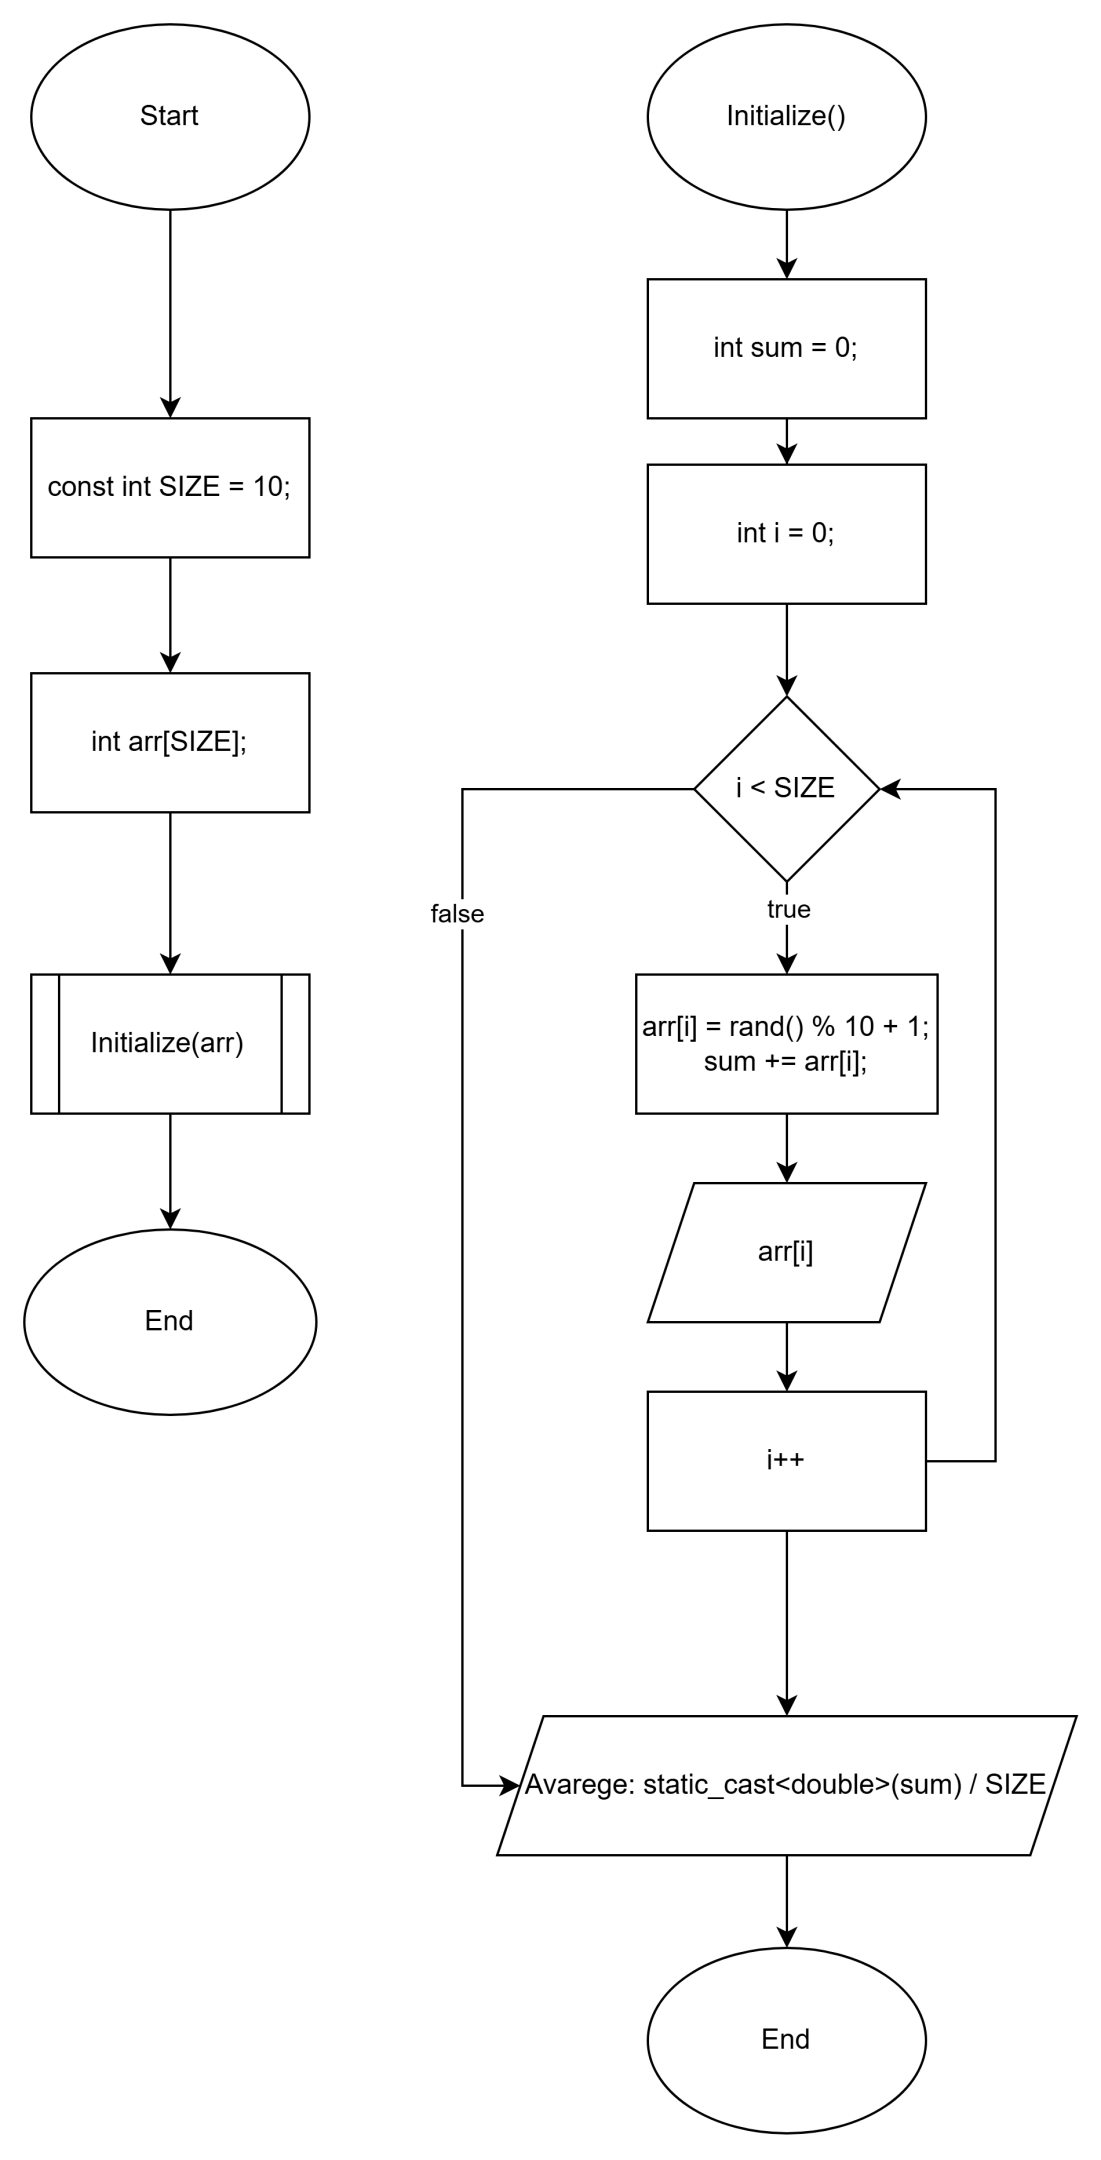 Start
const int SIZE = 10;
int arr[SIZE];
Initialize(arr)
End
Initialize()
int sum = 0;
int i = 0;
i < SIZE
false
true
arr[i] = rand() % 10 + 1;
sum += arr[i];
arr[i]
i++
Avarege: static_cast<double>(sum) / SIZE
End